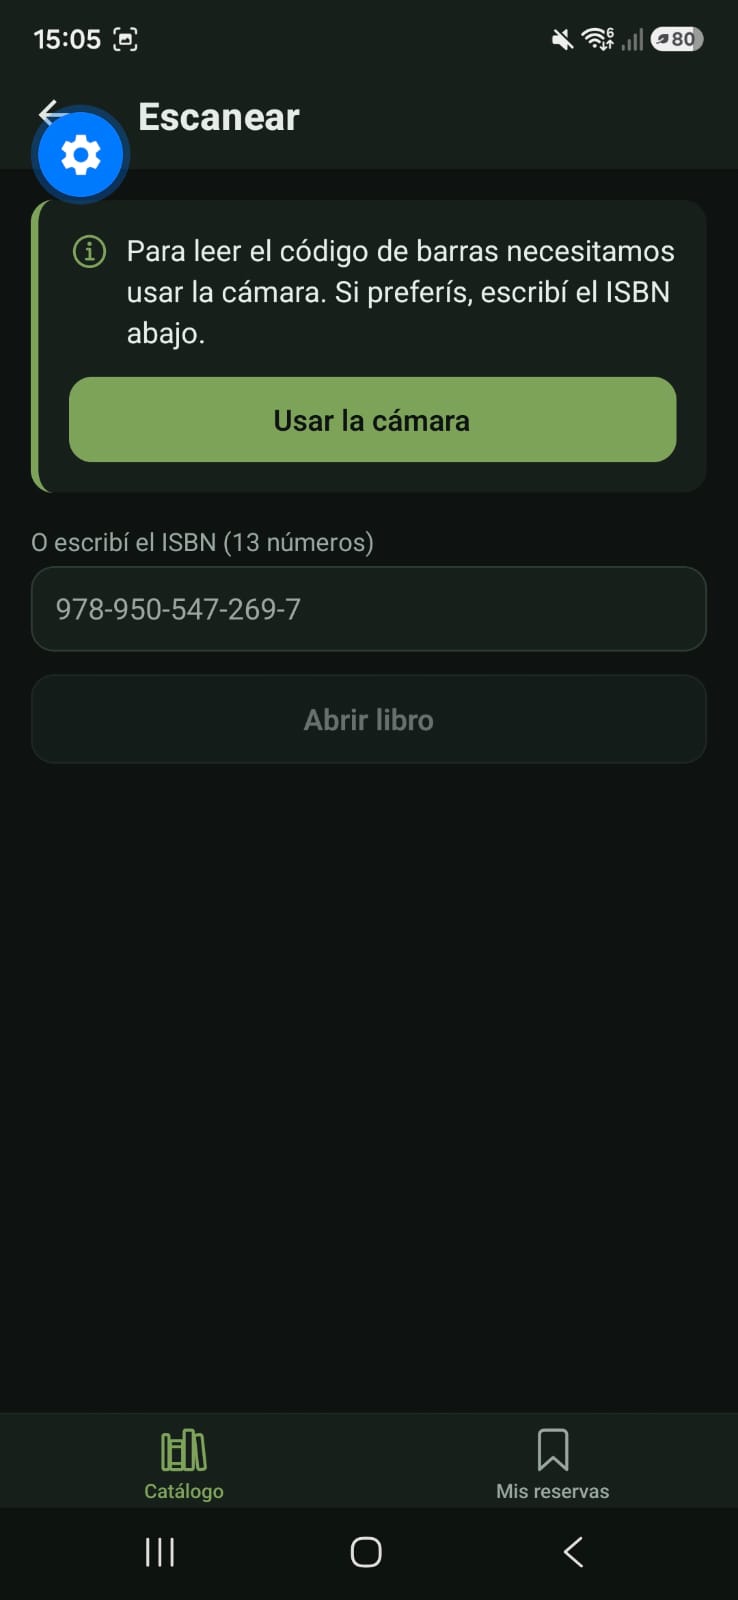 15:05
6
80
Escanear
Para leer el código de barras necesitamos
usar la cámara. Si preferís, escribí el ISBN
abajo.
Usar la cámara
O escribí el ISBN (13 números)
978-950-547-269-7
Abrir libro
Catálogo
Mis reservas